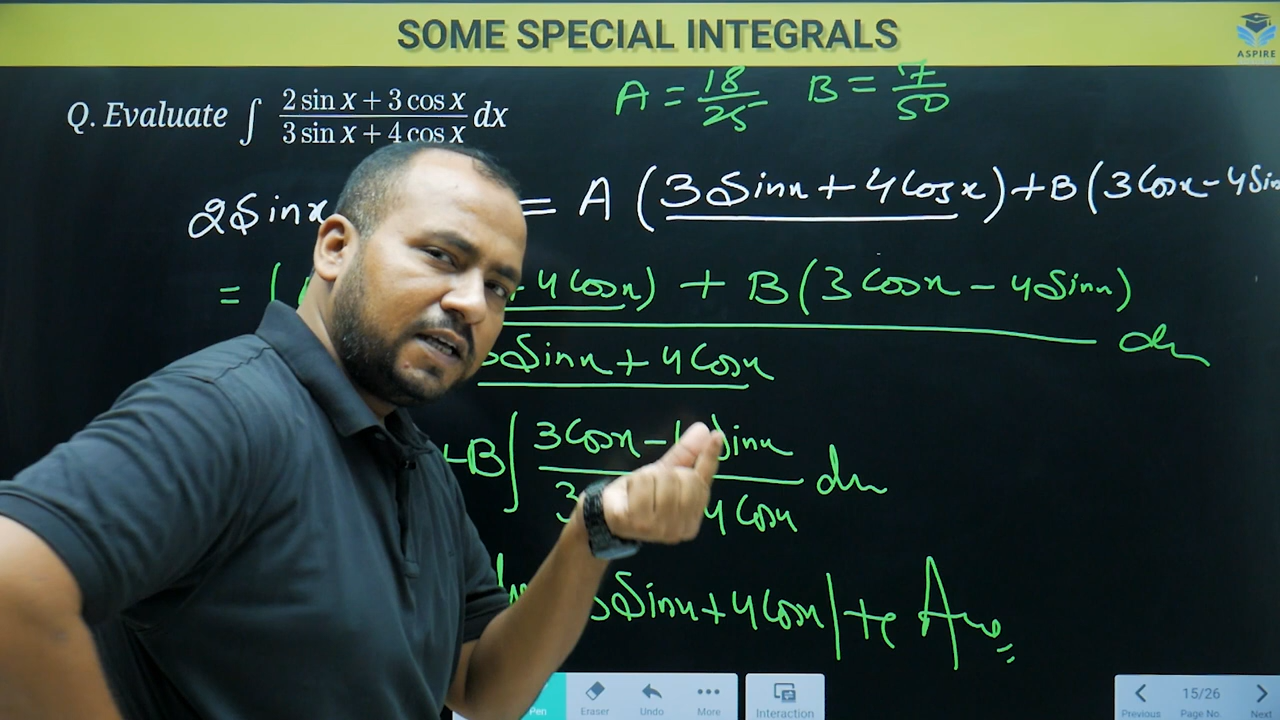 SOME SPECIAL INTEGRALS
ASPIRE
A = 18/25 B = 7/50
Q. Evaluate ∫ (2 sin x + 3 cos x)/(3 sin x + 4 cos x) dx
2Sinx = A (3Sinx + 4Cosx) + B (3Cosx - 4Sin
= ( 4Cosx) + B (3Cosx - 4Sinx)
dx
Sinx + 4Cosx
+B ∫ 3Cosx - Sinx
dx
3 4Cosx
Sinx + 4Cosx| + c Ans
Pen Eraser Undo More Interaction Previous 15/26 Page No. Next